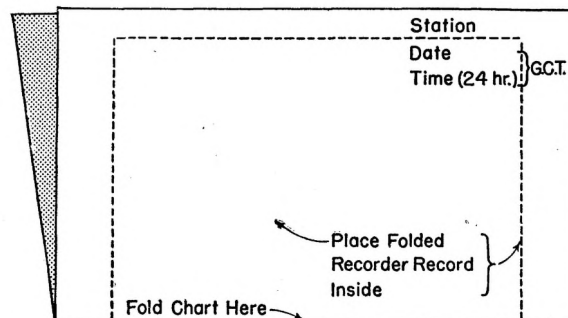 Station
Date
Time (24 hr.)
G.C.T.
Place Folded
Recorder Record
Inside
Fold Chart Here